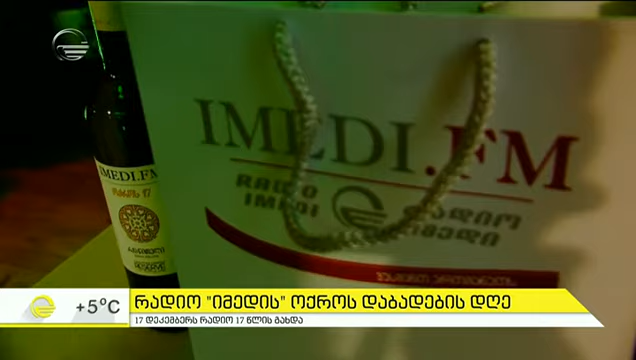 IMEDI.FM
IMEDI.FM
RADIO IMEDI
რადიო იმედი
RESERVE
+5°C
რადიო "იმედის" ოქროს დაბადების დღე
17 დეკემბერს რადიო 17 წლის გახდა